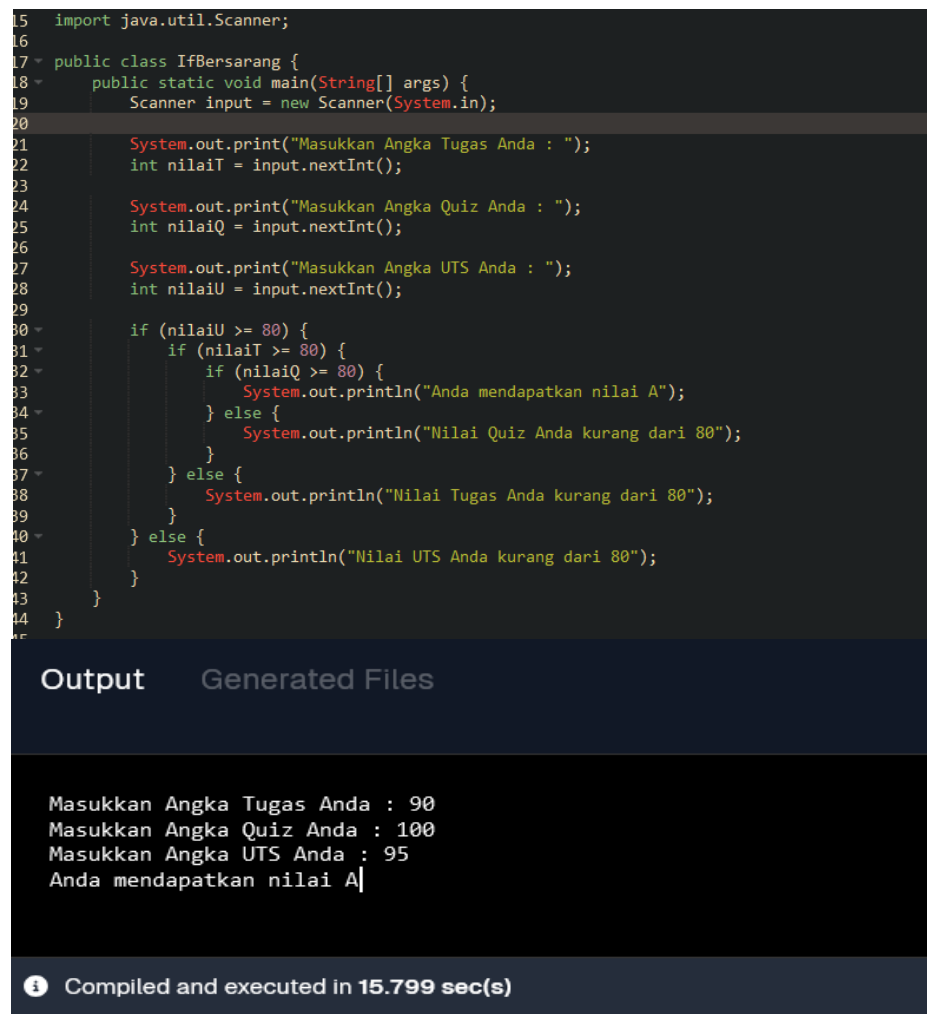 15 import java.util.Scanner;
16
17 public class IfBersarang {
18 public static void main(String[] args) {
19 Scanner input = new Scanner(System.in);
20
21 System.out.print("Masukkan Angka Tugas Anda : ");
22 int nilaiT = input.nextInt();
23
24 System.out.print("Masukkan Angka Quiz Anda : ");
25 int nilaiQ = input.nextInt();
26
27 System.out.print("Masukkan Angka UTS Anda : ");
28 int nilaiU = input.nextInt();
29
30 if (nilaiU >= 80) {
31 if (nilaiT >= 80) {
32 if (nilaiQ >= 80) {
33 System.out.println("Anda mendapatkan nilai A");
34 } else {
35 System.out.println("Nilai Quiz Anda kurang dari 80");
36 }
37 } else {
38 System.out.println("Nilai Tugas Anda kurang dari 80");
39 }
40 } else {
41 System.out.println("Nilai UTS Anda kurang dari 80");
42 }
43 }
44 }
45
Output Generated Files
Masukkan Angka Tugas Anda : 90
Masukkan Angka Quiz Anda : 100
Masukkan Angka UTS Anda : 95
Anda mendapatkan nilai A
Compiled and executed in 15.799 sec(s)